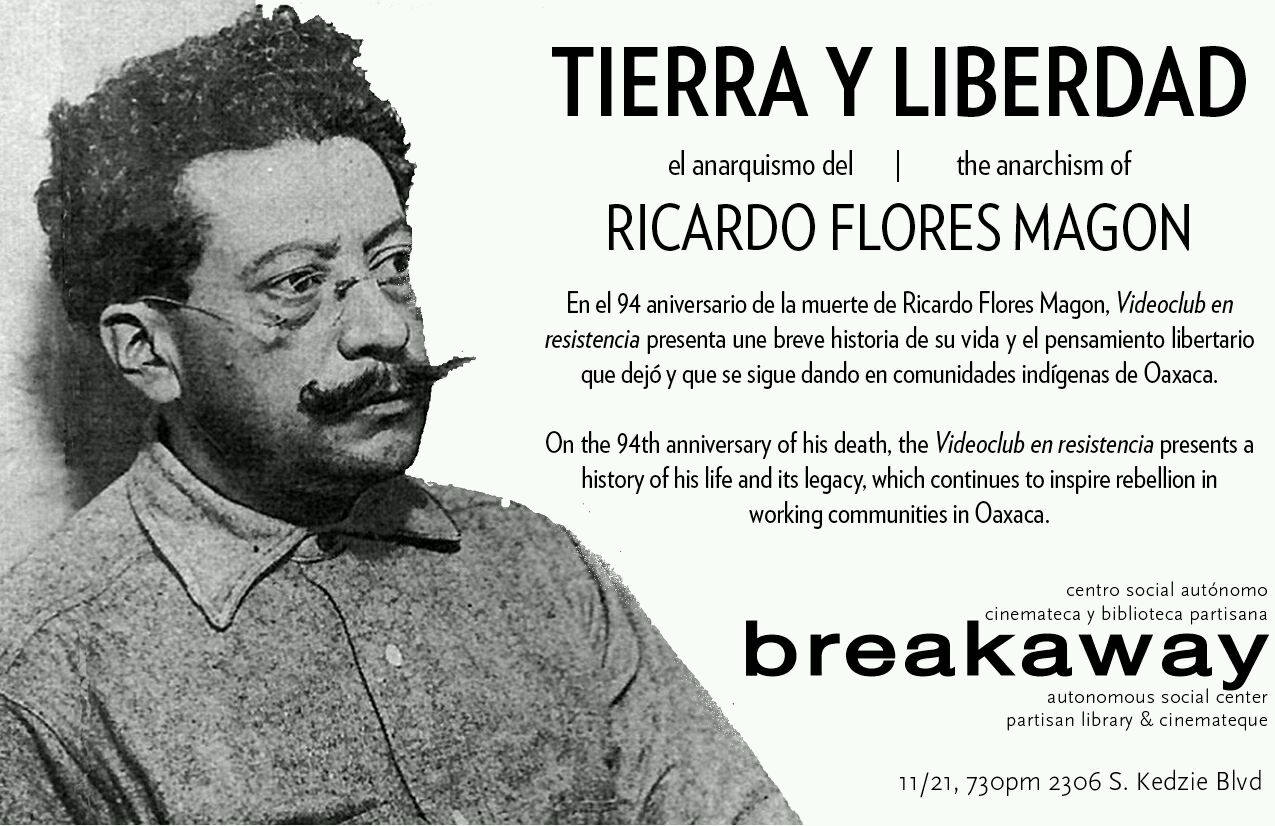 TIERRA Y LIBERDAD
el anarquismo del | the anarchism of
RICARDO FLORES MAGON
En el 94 aniversario de la muerte de Ricardo Flores Magon, Videoclub en
resistencia presenta une breve historia de su vida y el pensamiento libertario
que dejó y que se sigue dando en comunidades indígenas de Oaxaca.
On the 94th anniversary of his death, the Videoclub en resistencia presents a
history of his life and its legacy, which continues to inspire rebellion in
working communities in Oaxaca.
centro social autónomo
cinemateca y biblioteca partisana
breakaway
autonomous social center
partisan library & cinemateque
11/21, 730pm 2306 S. Kedzie Blvd